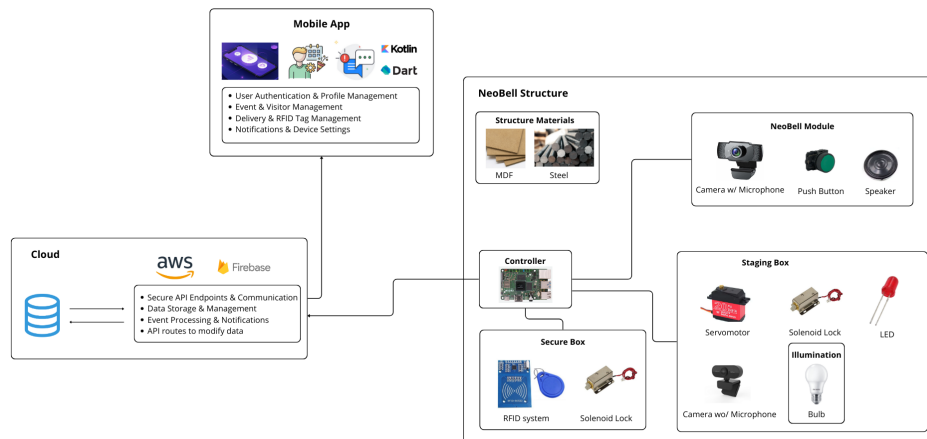 Mobile App
Kotlin
Dart
• User Authentication & Profile Management
• Event & Visitor Management
• Delivery & RFID Tag Management
• Notifications & Device Settings
NeoBell Structure
Structure Materials
MDF
Steel
NeoBell Module
Camera w/ Microphone
Push Button
Speaker
Cloud
aws
Firebase
• Secure API Endpoints & Communication
• Data Storage & Management
• Event Processing & Notifications
• API routes to modify data
Controller
Staging Box
Servomotor
Solenoid Lock
LED
Camera wo/ Microphone
Illumination
Bulb
Secure Box
RFID system
Solenoid Lock